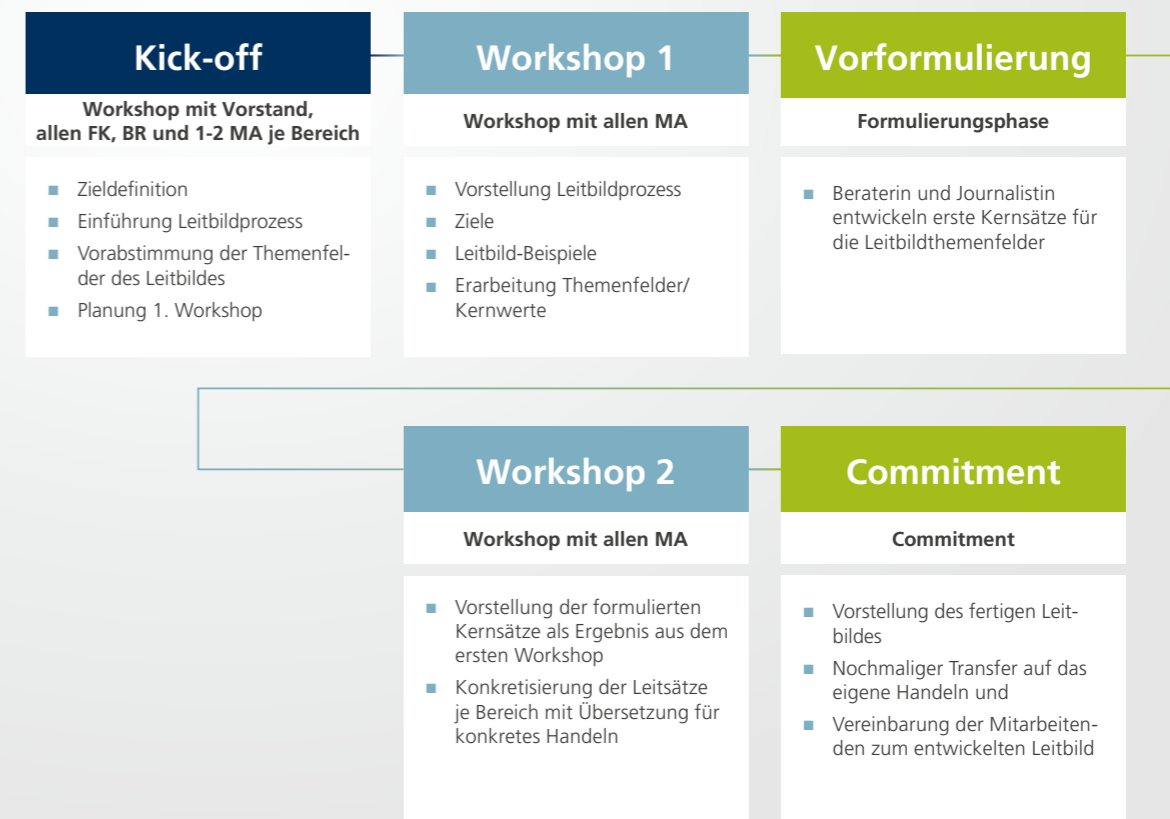 Kick-off
Workshop mit Vorstand,
allen FK, BR und 1-2 MA je Bereich
Zieldefinition
Einführung Leitbildprozess
Vorabstimmung der Themenfel-
der des Leitbildes
Planung 1. Workshop
Workshop 1
Workshop mit allen MA
Vorstellung Leitbildprozess
Ziele
Leitbild-Beispiele
Erarbeitung Themenfelder/
Kernwerte
Vorformulierung
Formulierungsphase
Beraterin und Journalistin
entwickeln erste Kernsätze für
die Leitbildthemenfelder
Workshop 2
Workshop mit allen MA
Vorstellung der formulierten
Kernsätze als Ergebnis aus dem
ersten Workshop
Konkretisierung der Leitsätze
je Bereich mit Übersetzung für
konkretes Handeln
Commitment
Commitment
Vorstellung des fertigen Leit-
bildes
Nochmaliger Transfer auf das
eigene Handeln und
Vereinbarung der Mitarbeiten-
den zum entwickelten Leitbild